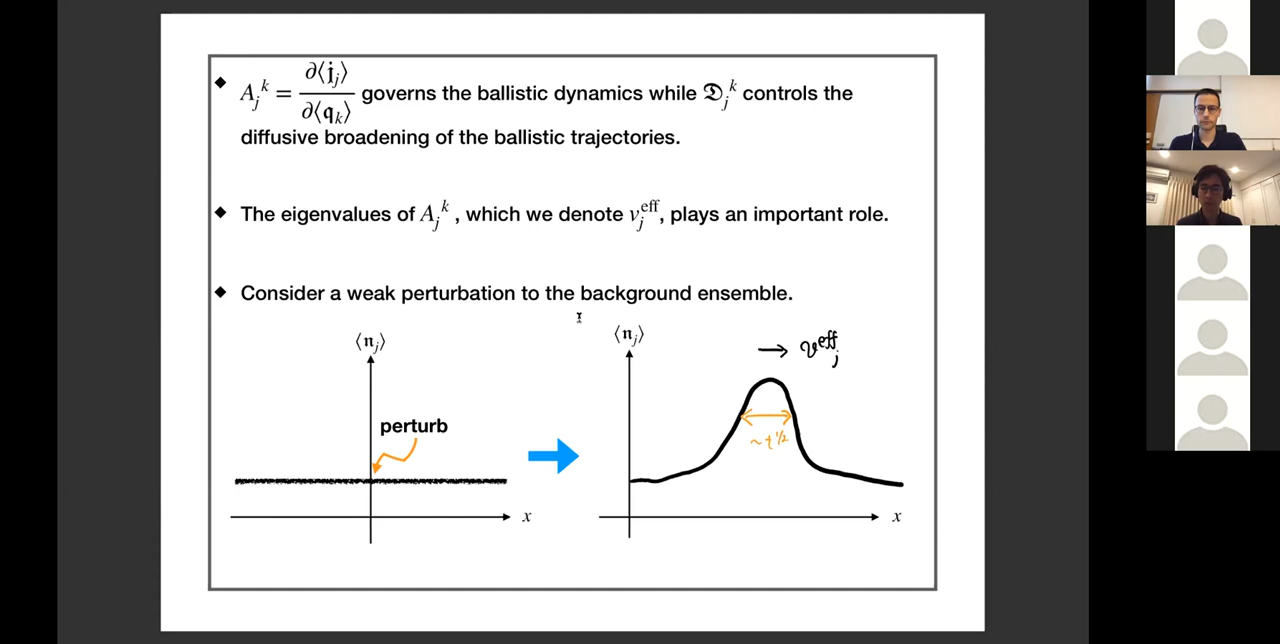 ◆ A_j^k = ∂⟨𝔧_j⟩/∂⟨𝔮_k⟩ governs the ballistic dynamics while 𝔇_j^k controls the
diffusive broadening of the ballistic trajectories.
◆ The eigenvalues of A_j^k , which we denote v_j^eff, plays an important role.
◆ Consider a weak perturbation to the background ensemble.
⟨𝔫_j⟩
perturb
x
⟨𝔫_j⟩
→ v^eff_j
~t^1/2
x